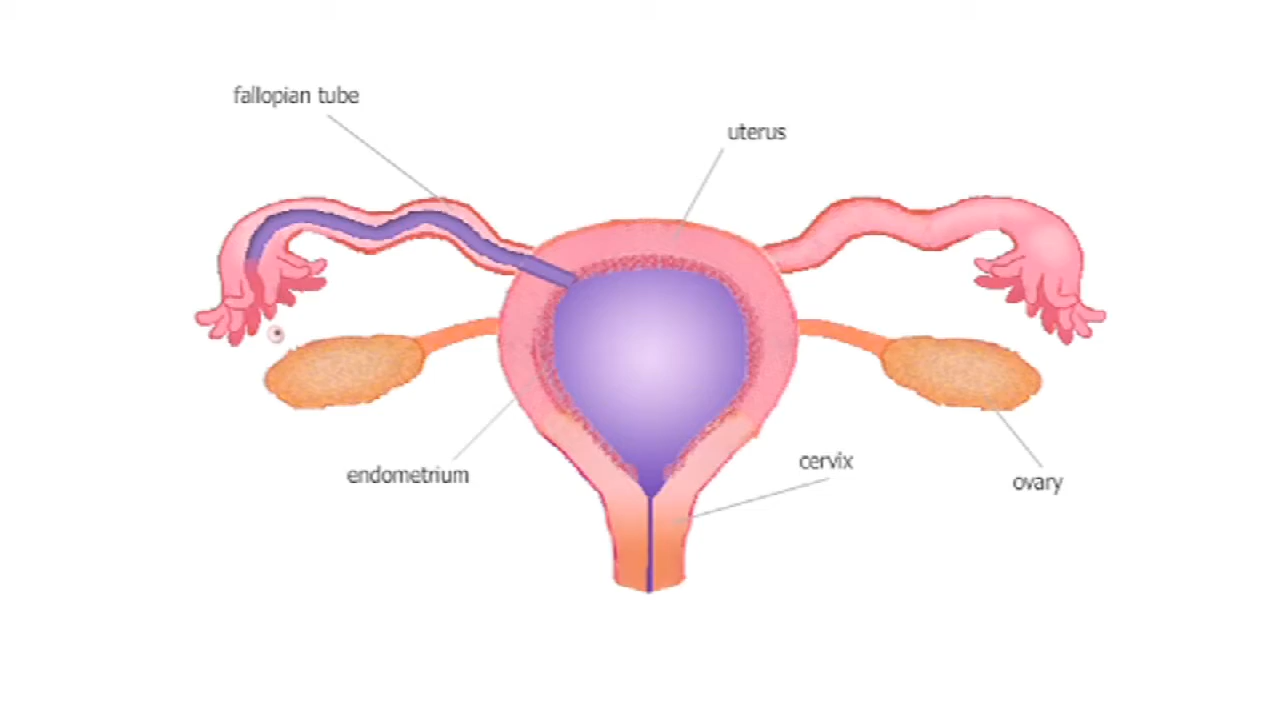 fallopian tube
uterus
cervix
endometrium
ovary